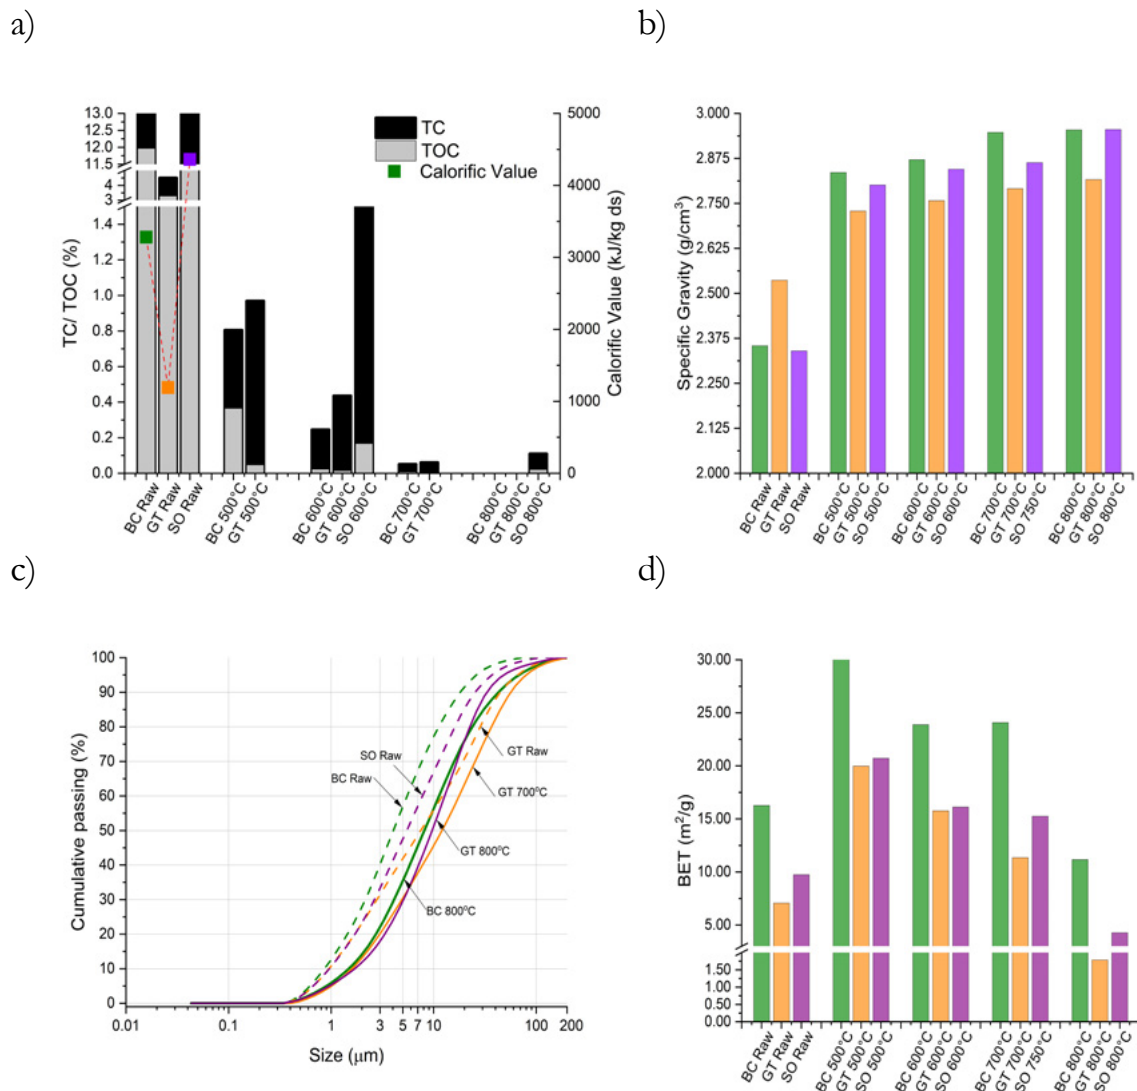 a)
TC/ TOC (%)
13.0
12.5
12.0
11.5
4
3
1.4
1.2
1.0
0.8
0.6
0.4
0.2
0.0
TC
TOC
Calorific Value
5000
4000
3000
2000
1000
0
Calorific Value (kJ/kg ds)
BC Raw
GT Raw
SO Raw
BC 500°C
GT 500°C
BC 600°C
GT 600°C
SO 600°C
BC 700°C
GT 700°C
BC 800°C
GT 800°C
SO 800°C
b)
Specific Gravity (g/cm³)
3.000
2.875
2.750
2.625
2.500
2.375
2.250
2.125
2.000
BC Raw
GT Raw
SO Raw
BC 500°C
GT 500°C
SO 500°C
BC 600°C
GT 600°C
SO 600°C
BC 700°C
GT 700°C
SO 750°C
BC 800°C
GT 800°C
SO 800°C
c)
Cumulative passing (%)
100
90
80
70
60
50
40
30
20
10
0
SO Raw
BC Raw
GT Raw
GT 700°C
GT 800°C
BC 800°C
0.01 0.1 1 3 5 7 10 100 200
Size (μm)
d)
BET (m²/g)
30.00
25.00
20.00
15.00
10.00
5.00
1.50
1.00
0.50
0.00
BC Raw
GT Raw
SO Raw
BC 500°C
GT 500°C
SO 500°C
BC 600°C
GT 600°C
SO 600°C
BC 700°C
GT 700°C
SO 750°C
BC 800°C
GT 800°C
SO 800°C